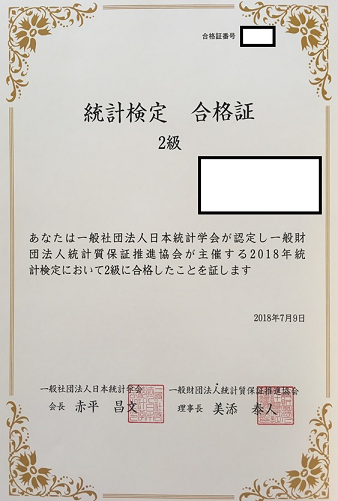 合格証番号
統計検定　合格証
2級
あなたは一般社団法人日本統計学会が認定し一般財
団法人統計質保証推進協会が主催する2018年統
計検定において2級に合格したことを証します
2018年7月9日
一般社団法人日本統計学会
会長 赤平 昌文
一般財団法人統計質保証推進協会
理事長 美添 泰人